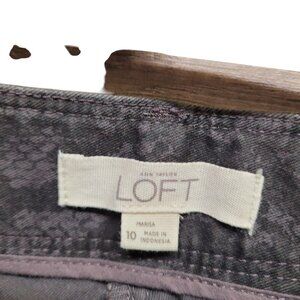 ANN TAYLOR
LOFT
MARISA
10 MADE IN
INDONESIA